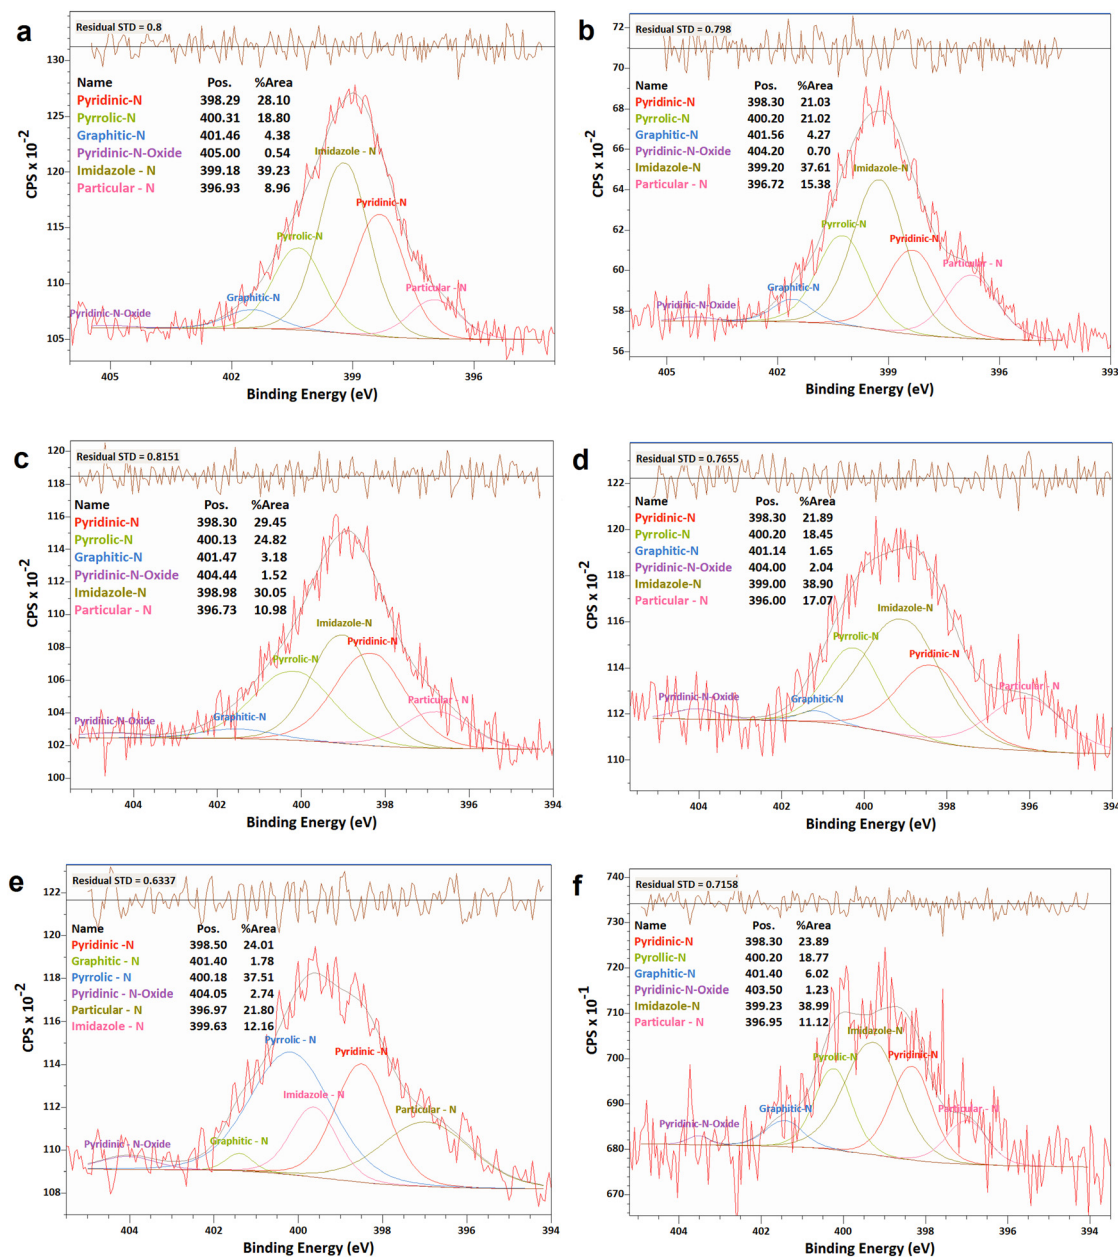 a
Residual STD = 0.8
Name Pos. %Area
Pyridinic-N 398.29 28.10
Pyrrolic-N 400.31 18.80
Graphitic-N 401.46 4.38
Pyridinic-N-Oxide 405.00 0.54
Imidazole - N 399.18 39.23
Particular - N 396.93 8.96
Imidazole - N
Pyridinic-N
Pyrrolic-N
Graphitic-N
Particular - N
Pyridinic-N-Oxide
CPS x 10-2
130
125
120
115
110
105
405 402 399 396
Binding Energy (eV)
b
Residual STD = 0.798
Name Pos. %Area
Pyridinic-N 398.30 21.03
Pyrrolic-N 400.20 21.02
Graphitic-N 401.56 4.27
Pyridinic-N-Oxide 404.20 0.70
Imidazole-N 399.20 37.61
Particular - N 396.72 15.38
Imidazole-N
Pyrrolic-N
Pyridinic-N
Particular - N
Graphitic-N
Pyridinic-N-Oxide
CPS x 10-2
72
70
68
66
64
62
60
58
56
405 402 399 396 393
Binding Energy (eV)
c
Residual STD = 0.8151
Name Pos. %Area
Pyridinic-N 398.30 29.45
Pyrrolic-N 400.13 24.82
Graphitic-N 401.47 3.18
Pyridinic-N-Oxide 404.44 1.52
Imidazole-N 398.98 30.05
Particular - N 396.73 10.98
Imidazole-N
Pyridinic-N
Pyrrolic-N
Particular - N
Graphitic-N
Pyridinic-N-Oxide
CPS x 10-2
120
118
116
114
112
110
108
106
104
102
100
404 402 400 398 396 394
Binding Energy (eV)
d
Residual STD = 0.7655
Name Pos. %Area
Pyridinic-N 398.30 21.89
Pyrrolic-N 400.20 18.45
Graphitic-N 401.14 1.65
Pyridinic-N-Oxide 404.00 2.04
Imidazole-N 399.00 38.90
Particular - N 396.00 17.07
Imidazole-N
Pyrrolic-N
Pyridinic-N
Particular - N
Graphitic-N
Pyridinic-N-Oxide
CPS x 10-2
122
120
118
116
114
112
110
404 402 400 398 396 394
Binding Energy (eV)
e
Residual STD = 0.6337
Name Pos. %Area
Pyridinic -N 398.50 24.01
Graphitic - N 401.40 1.78
Pyrrolic - N 400.18 37.51
Pyridinic - N-Oxide 404.05 2.74
Particular - N 396.97 21.80
Imidazole - N 399.63 12.16
Pyrrolic - N
Pyridinic -N
Imidazole - N
Particular - N
Graphitic - N
Pyridinic - N-Oxide
CPS x 10-2
122
120
118
116
114
112
110
108
404 402 400 398 396 394
Binding Energy (eV)
f
Residual STD = 0.7158
Name Pos. %Area
Pyridinic-N 398.30 23.89
Pyrollic-N 400.20 18.77
Graphitic-N 401.40 6.02
Pyridinic-N-Oxide 403.50 1.23
Imidazole-N 399.23 38.99
Particular - N 396.95 11.12
Imidazole-N
Pyrollic-N
Pyridinic-N
Graphitic-N
Particular - N
Pyridinic-N-Oxide
CPS x 10-1
740
730
720
710
700
690
680
670
404 402 400 398 396 394
Binding Energy (eV)